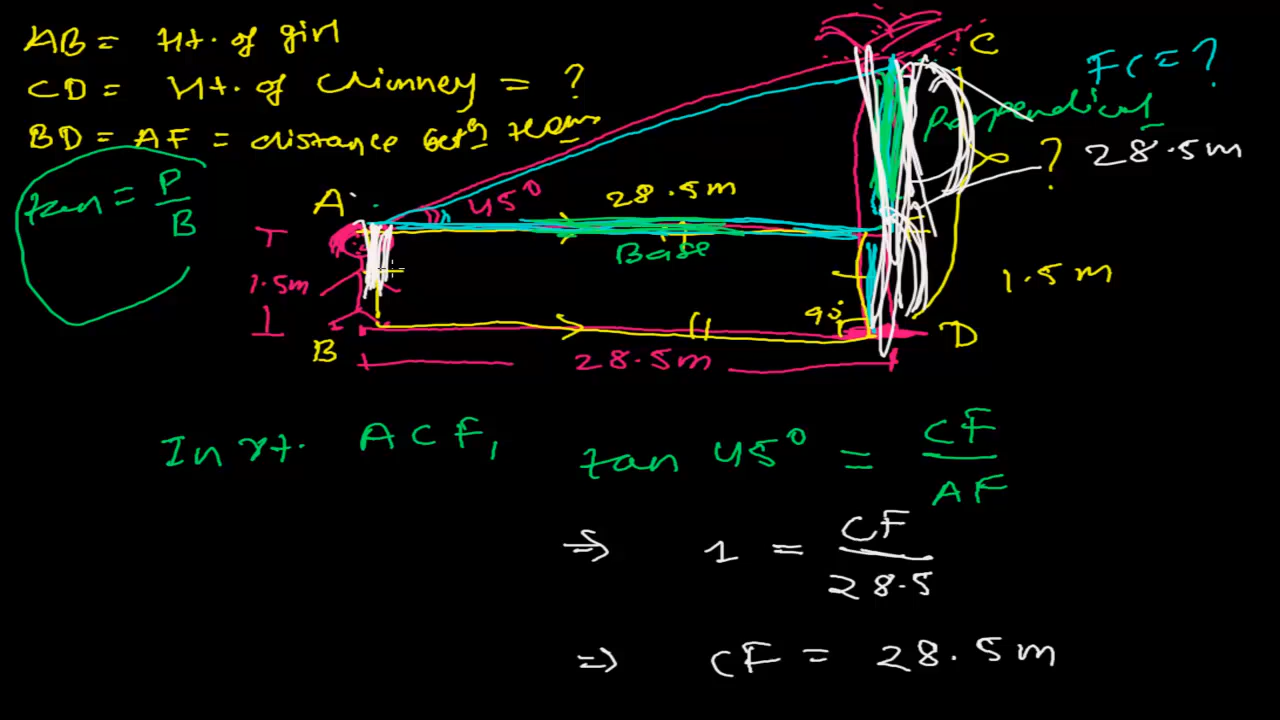 AB = Ht. of girl
CD = Ht. of Chimney = ?
BD = AF = distance betn them
tan = P
B
C
FC = ?
Perpendicul
? 28.5m
A
45°
28.5m
Base
1.5m
1.5m
90°
B
D
28.5m
In rt. ACF, tan 45° = CF
AF
⇒ 1 = CF
28.5
⇒ CF = 28.5m